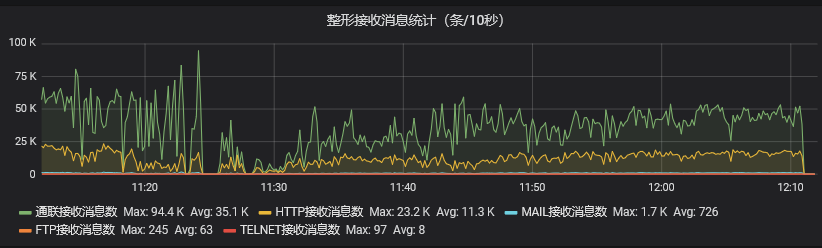 整形接收消息统计（条/10秒）
100 K
75 K
50 K
25 K
0
11:20 11:30 11:40 11:50 12:00 12:10
通联接收消息数 Max: 94.4 K Avg: 35.1 K HTTP接收消息数 Max: 23.2 K Avg: 11.3 K MAIL接收消息数 Max: 1.7 K Avg: 726
FTP接收消息数 Max: 245 Avg: 63 TELNET接收消息数 Max: 97 Avg: 8